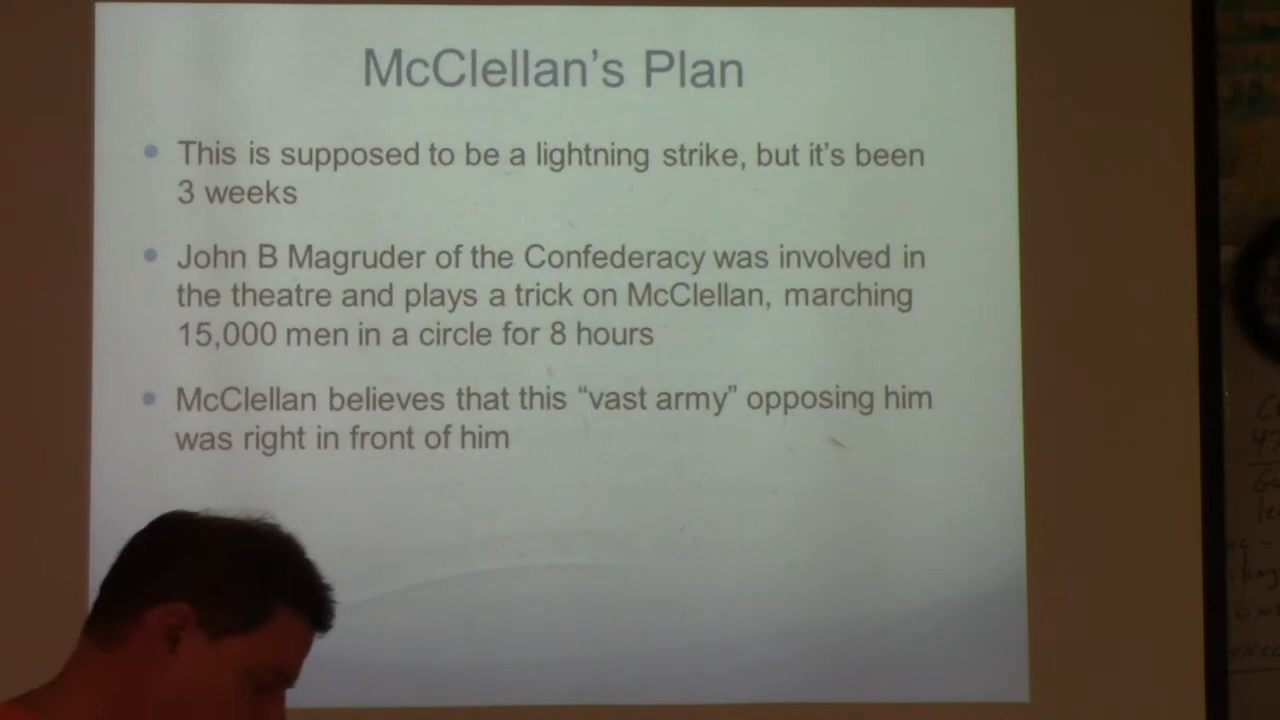 McClellan's Plan
This is supposed to be a lightning strike, but it's been
3 weeks
John B Magruder of the Confederacy was involved in
the theatre and plays a trick on McClellan, marching
15,000 men in a circle for 8 hours
McClellan believes that this “vast army” opposing him
was right in front of him